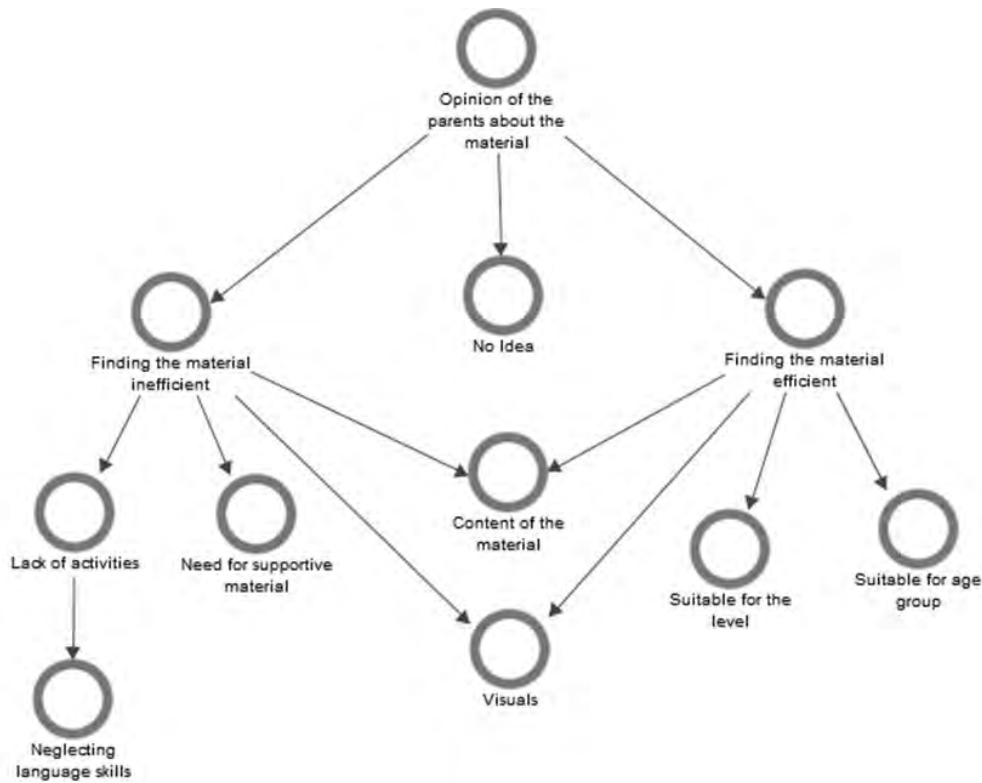 Opinion of the
parents about the
material
No Idea
Finding the material
inefficient
Finding the material
efficient
Content of the
material
Lack of activities
Need for supportive
material
Suitable for the
level
Suitable for age
group
Visuals
Neglecting
language skills